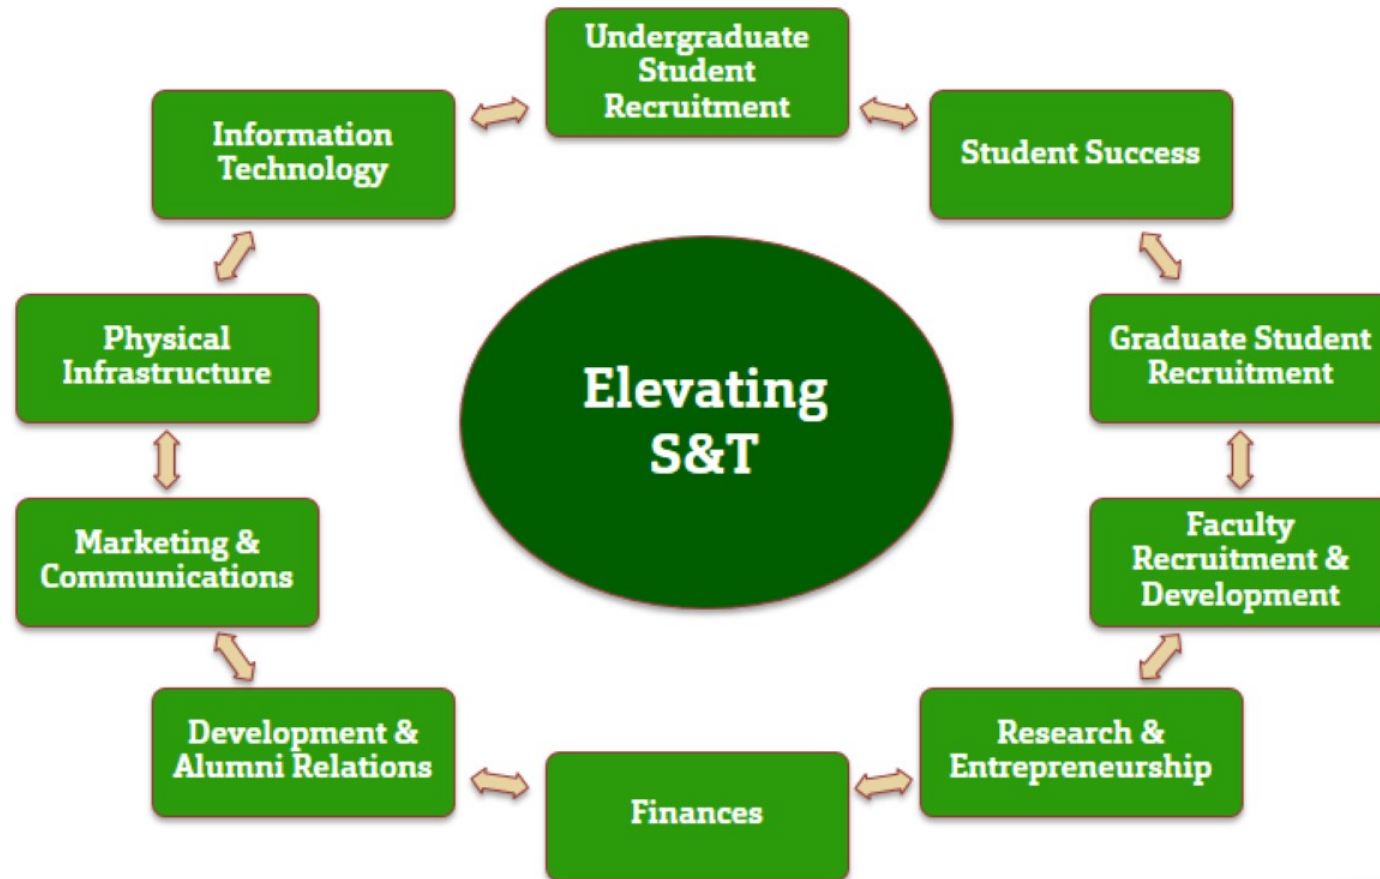 Undergraduate
Student
Recruitment
Student Success
Graduate Student
Recruitment
Faculty
Recruitment &
Development
Research &
Entrepreneurship
Finances
Development &
Alumni Relations
Marketing &
Communications
Physical
Infrastructure
Information
Technology
Elevating
S&T